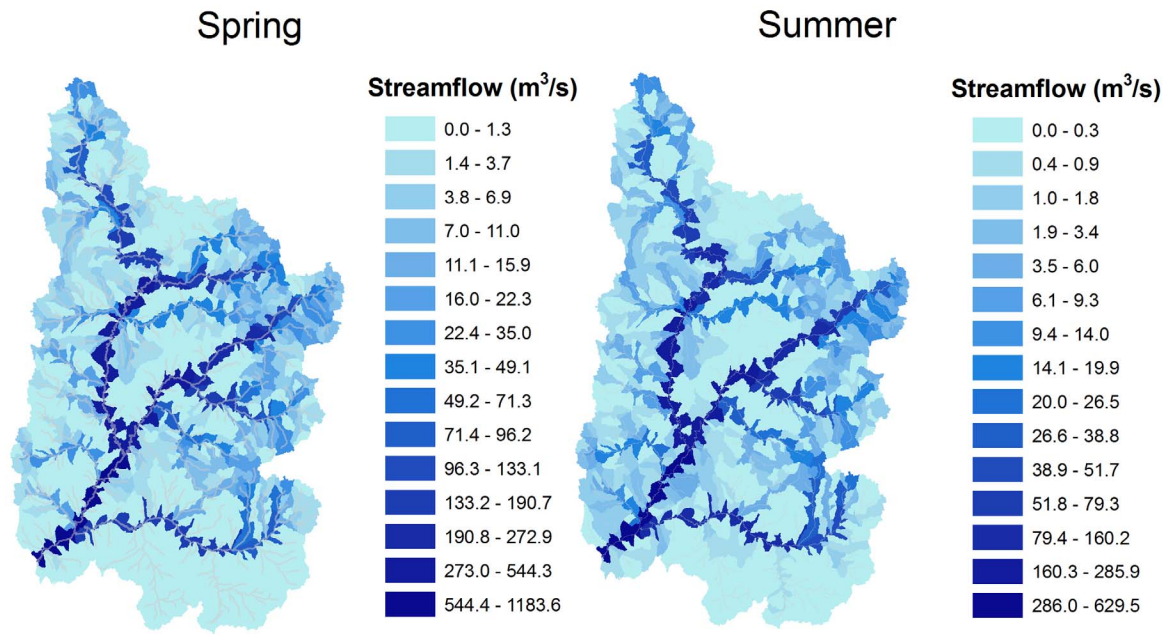 Spring
Streamflow (m³/s)
0.0 - 1.3
1.4 - 3.7
3.8 - 6.9
7.0 - 11.0
11.1 - 15.9
16.0 - 22.3
22.4 - 35.0
35.1 - 49.1
49.2 - 71.3
71.4 - 96.2
96.3 - 133.1
133.2 - 190.7
190.8 - 272.9
273.0 - 544.3
544.4 - 1183.6
Summer
Streamflow (m³/s)
0.0 - 0.3
0.4 - 0.9
1.0 - 1.8
1.9 - 3.4
3.5 - 6.0
6.1 - 9.3
9.4 - 14.0
14.1 - 19.9
20.0 - 26.5
26.6 - 38.8
38.9 - 51.7
51.8 - 79.3
79.4 - 160.2
160.3 - 285.9
286.0 - 629.5